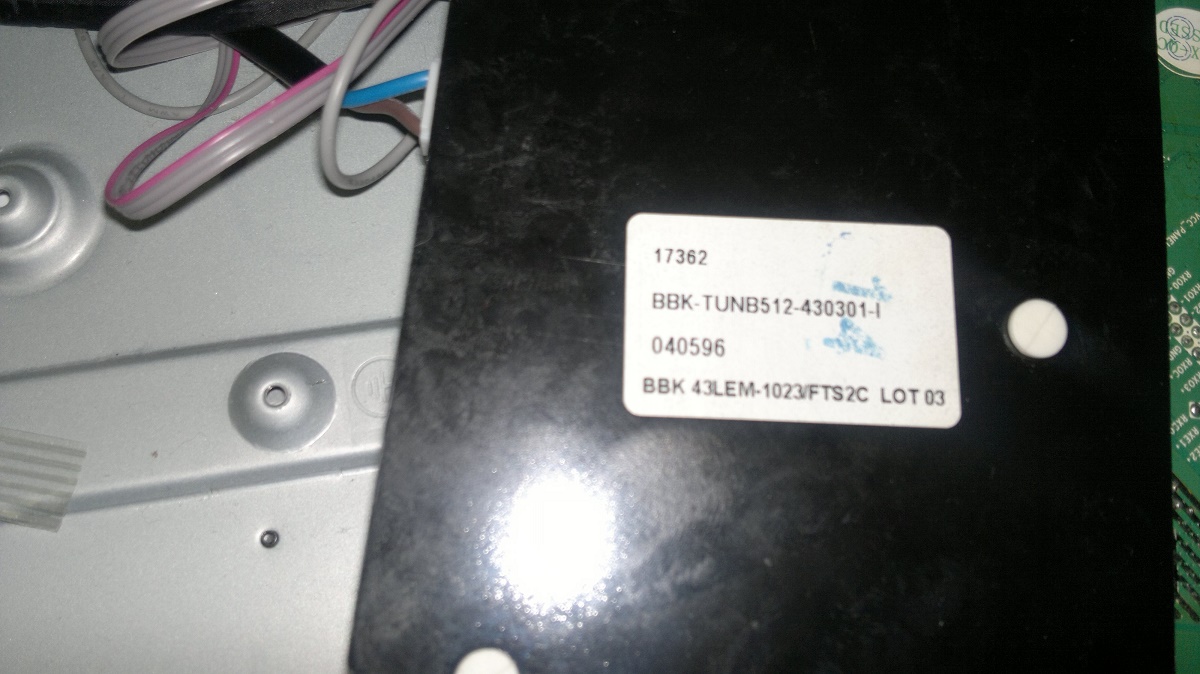 17362
BBK-TUNB512-430301-I
040596
BBK 43LEM-1023/FTS2C LOT 03